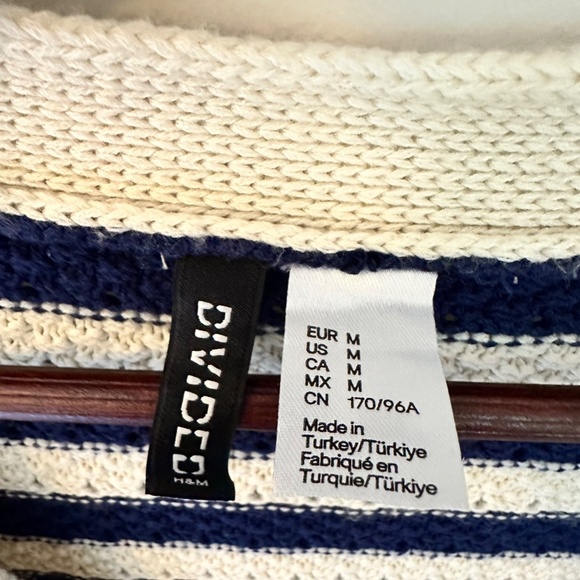 DIVIDED
H&M
EUR M
US M
CA M
MX M
CN 170/96A
Made in
Turkey/Türkiye
Fabriqué en
Turquie/Türkiye